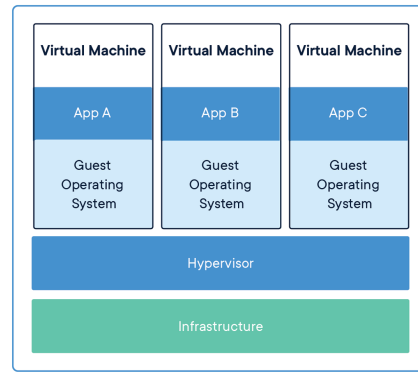 Virtual Machine
Virtual Machine
Virtual Machine
App A
App B
App C
Guest
Operating
System
Guest
Operating
System
Guest
Operating
System
Hypervisor
Infrastructure